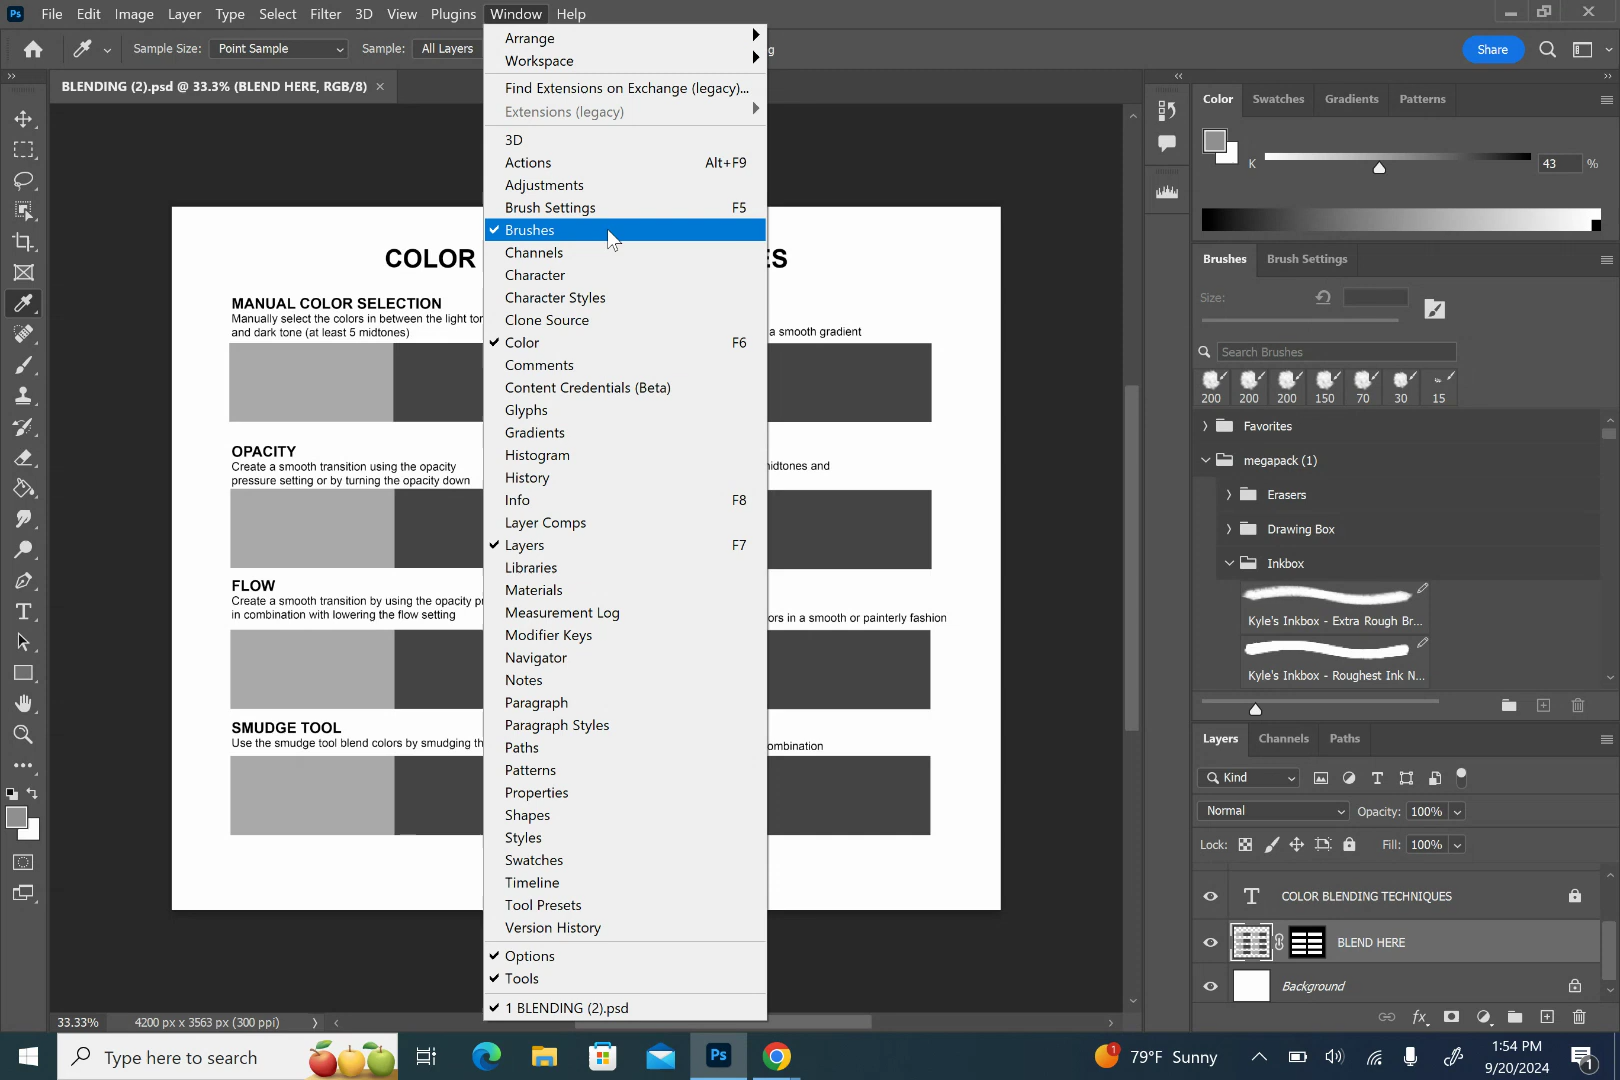 Ps File Edit Image Layer Type Select Filter 3D View Plugins Window Help
Sample Size: Point Sample Sample: All Layers
Share
BLENDING (2).psd @ 33.3% (BLEND HERE, RGB/8)
Arrange
Workspace
Find Extensions on Exchange (legacy)...
Extensions (legacy)
3D
Actions Alt+F9
Adjustments
Brush Settings F5
Brushes
Channels
Character
Character Styles
Clone Source
Color F6
Comments
Content Credentials (Beta)
Glyphs
Gradients
Histogram
History
Info F8
Layer Comps
Layers F7
Libraries
Materials
Measurement Log
Modifier Keys
Navigator
Notes
Paragraph
Paragraph Styles
Paths
Patterns
Properties
Shapes
Styles
Swatches
Timeline
Tool Presets
Version History
Options
Tools
1 BLENDING (2).psd
COLOR
MANUAL COLOR SELECTION
Manually select the colors in between the light
and dark tone (at least 5 midtones)
a smooth gradient
OPACITY
Create a smooth transition using the opacity
pressure setting or by turning the opacity down
and
FLOW
Create a smooth transition by using the opacity
in combination with lowering the flow setting
in a smooth or painterly fashion
SMUDGE TOOL
Use the smudge tool blend colors by smudging
Color Swatches Gradients Patterns
K 43 %
Brushes Brush Settings
Size:
Search Brushes
200 200 200 150 70 30 15
Favorites
megapack (1)
Erasers
Drawing Box
Inkbox
Kyle's Inkbox - Extra Rough Br...
Kyle's Inkbox - Roughest Ink N...
Layers Channels Paths
Kind
Normal Opacity: 100%
Lock: Fill: 100%
COLOR BLENDING TECHNIQUES
BLEND HERE
Background
33.33% 4200 px x 3563 px (300 ppi)
Type here to search
Ps
1 79°F Sunny
1:54 PM
9/20/2024
1